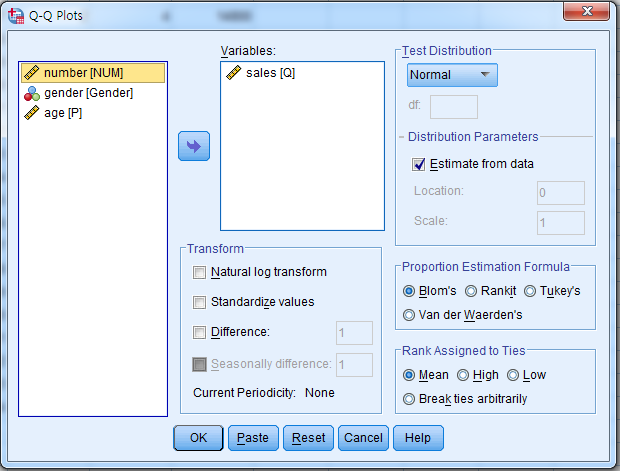 Q-Q Plots
number [NUM]
gender [Gender]
age [P]
Variables:
sales [Q]
Transform
Natural log transform
Standardize values
Difference:
1
Seasonally difference:
1
Current Periodicity: None
Test Distribution
Normal
df:
Distribution Parameters
Estimate from data
Location:
0
Scale:
1
Proportion Estimation Formula
Blom's Rankit Tukey's
Van der Waerden's
Rank Assigned to Ties
Mean High Low
Break ties arbitrarily
OK Paste Reset Cancel Help